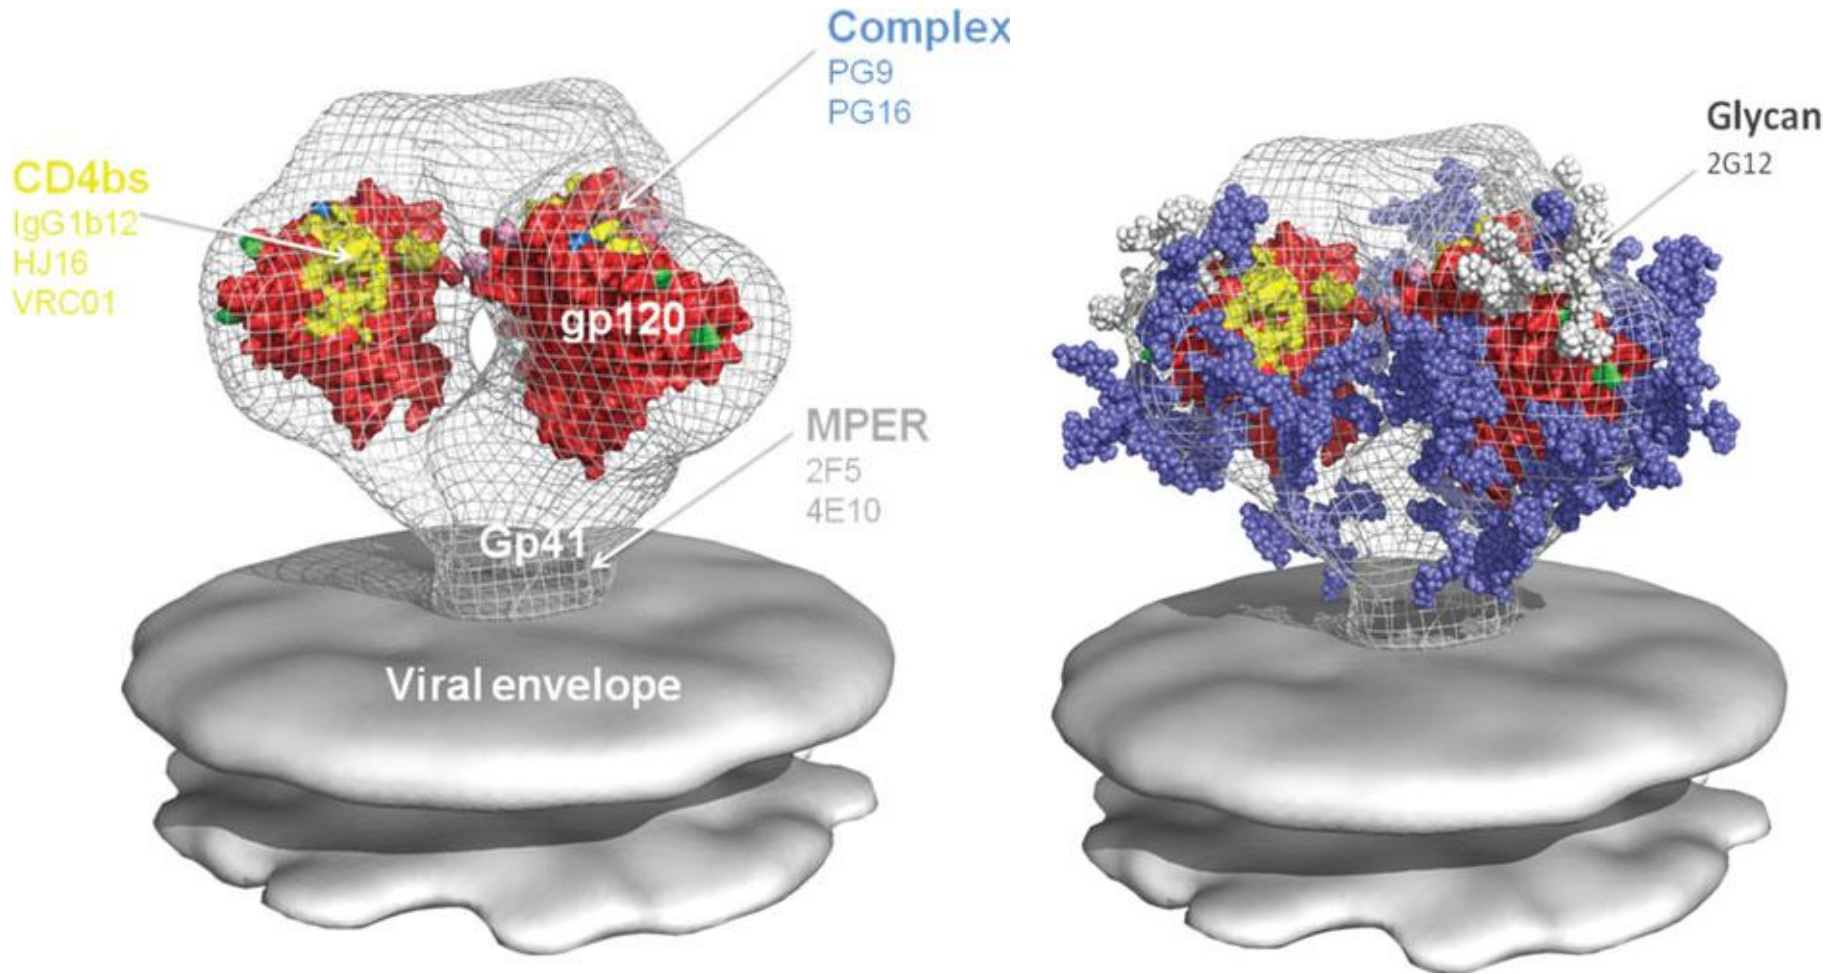 Complex
PG9
PG16
CD4bs
IgG1b12
HJ16
VRC01
gp120
MPER
2F5
4E10
Gp41
Viral envelope
Glycan
2G12